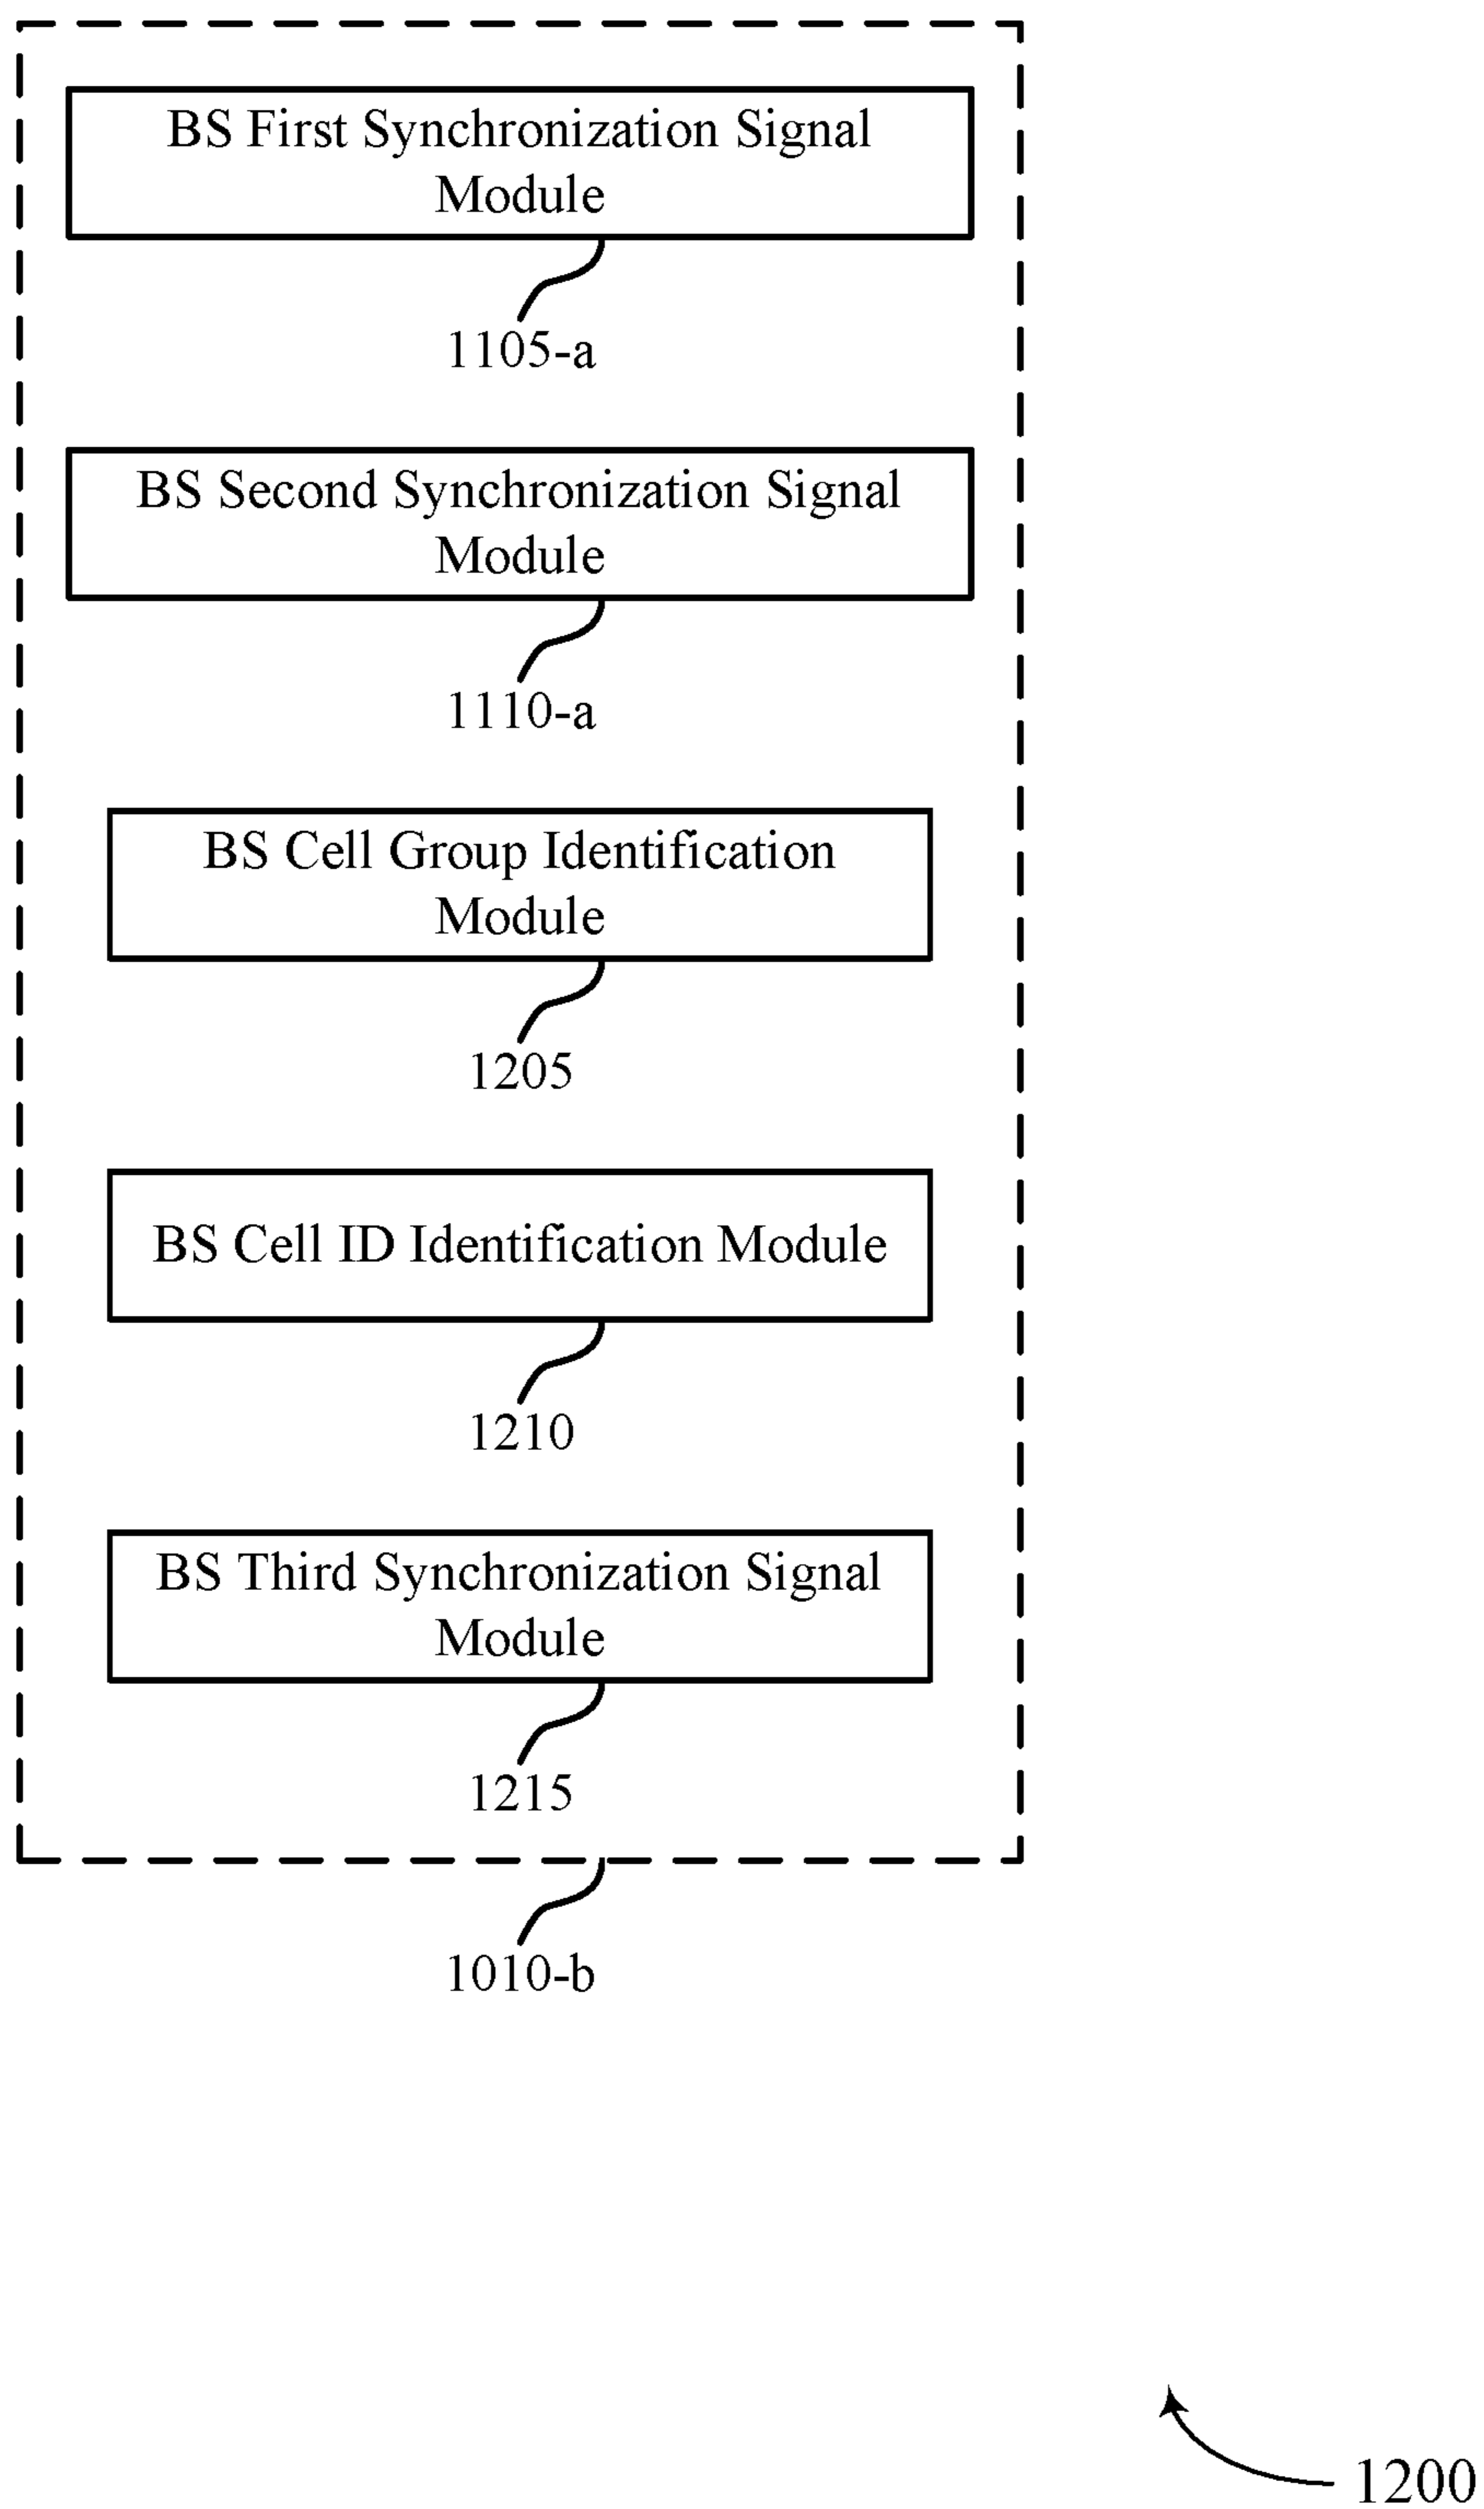 BS First Synchronization Signal
Module
1105-a
BS Second Synchronization Signal
Module
1110-a
BS Cell Group Identification
Module
1205
BS Cell ID Identification Module
1210
BS Third Synchronization Signal
Module
1215
1010-b
1200